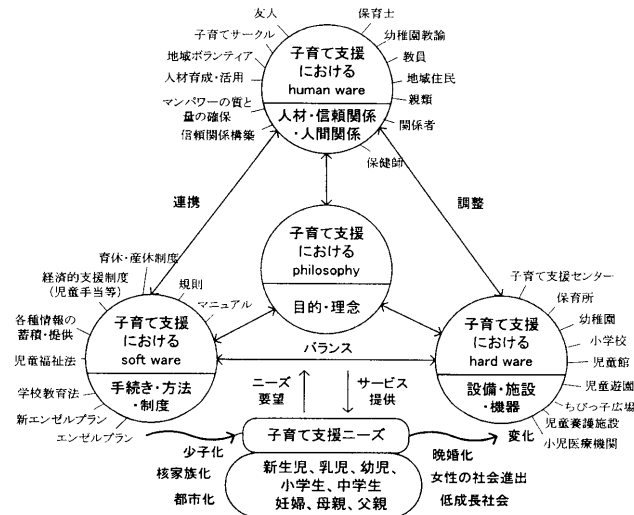 友人
保育士
子育てサークル
幼稚園教諭
地域ボランティア
教員
人材育成・活用
地域住民
マンパワーの質と
量の確保
親類
信頼関係構築
関係者
保健師
子育て支援
における
human ware
人材・信頼関係
・人間関係
連携
調整
子育て支援
における
philosophy
目的・理念
育休・産休制度
経済的支援制度
(児童手当等)
規則
マニュアル
各種情報の
蓄積・提供
児童福祉法
学校教育法
新エンゼルプラン
エンゼルプラン
子育て支援
における
soft ware
手続き・方法
・制度
バランス
子育て支援センター
保育所
幼稚園
小学校
児童館
児童遊園
ちびっ子広場
児童養護施設
小児医療機関
子育て支援
における
hard ware
設備・施設
・機器
ニーズ
要望
サービス
提供
子育て支援ニーズ
新生児、乳児、幼児、
小学生、中学生
妊婦、母親、父親
少子化
核家族化
都市化
変化
晩婚化
女性の社会進出
低成長社会